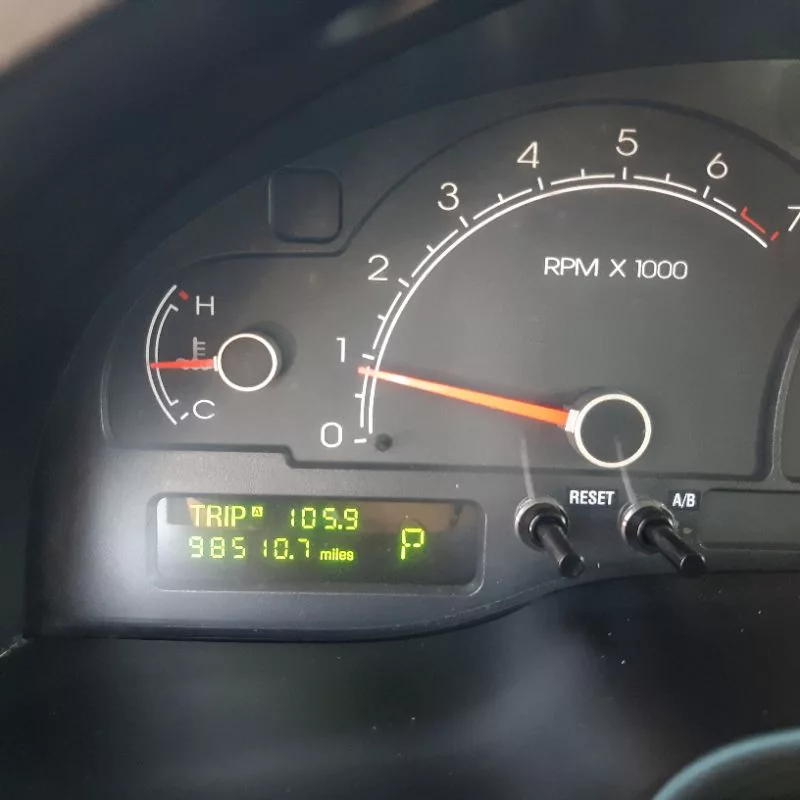 0
1
2
3
4
5
6
7
RPM X 1000
H
C
RESET
A/B
TRIP A 105.9
98510.7 miles
P